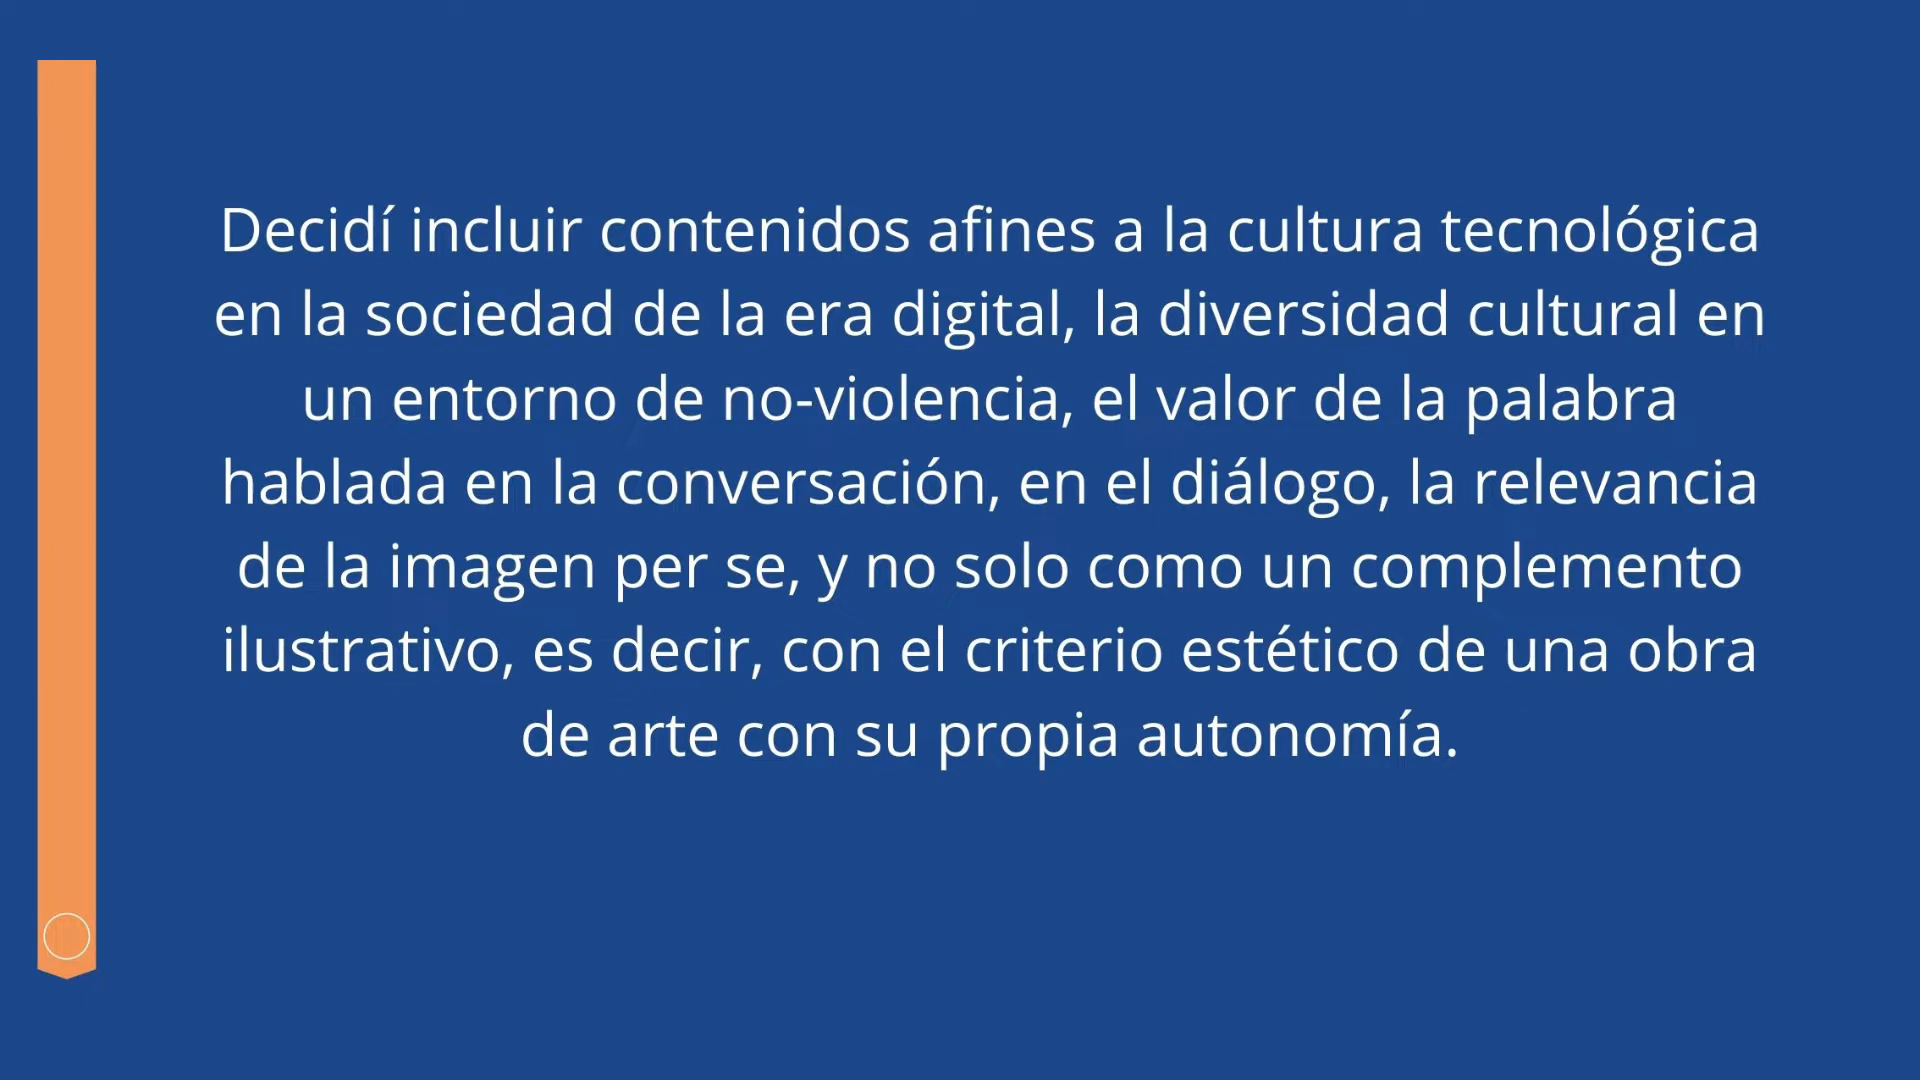 Decidí incluir contenidos afines a la cultura tecnológica
en la sociedad de la era digital, la diversidad cultural en
un entorno de no-violencia, el valor de la palabra
hablada en la conversación, en el diálogo, la relevancia
de la imagen per se, y no solo como un complemento
ilustrativo, es decir, con el criterio estético de una obra
de arte con su propia autonomía.